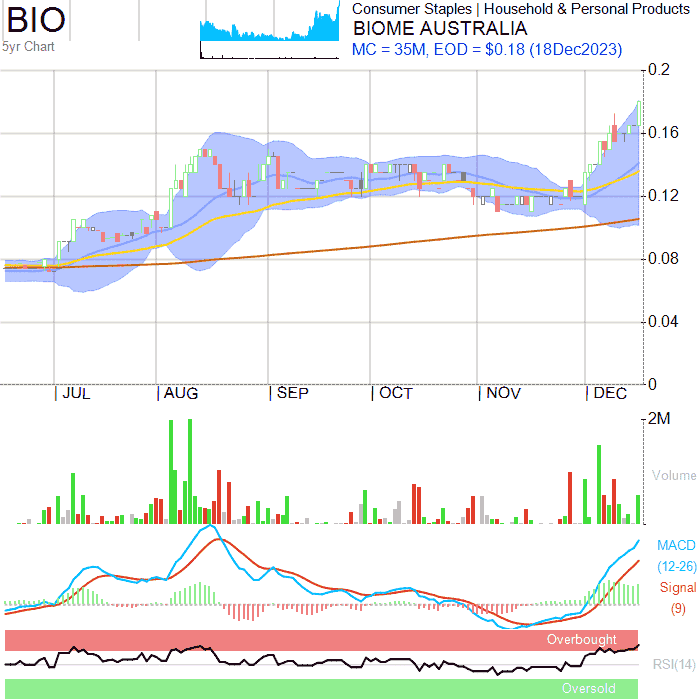 BIO
5yr Chart
Consumer Staples | Household & Personal Products
BIOME AUSTRALIA
MC = 35M, EOD = $0.18 (18Dec2023)
0.2
0.16
0.12
0.08
0.04
0
JUL AUG SEP OCT NOV DEC
2M
Volume
MACD
(12-26)
Signal
(9)
Overbought
RSI(14)
Oversold